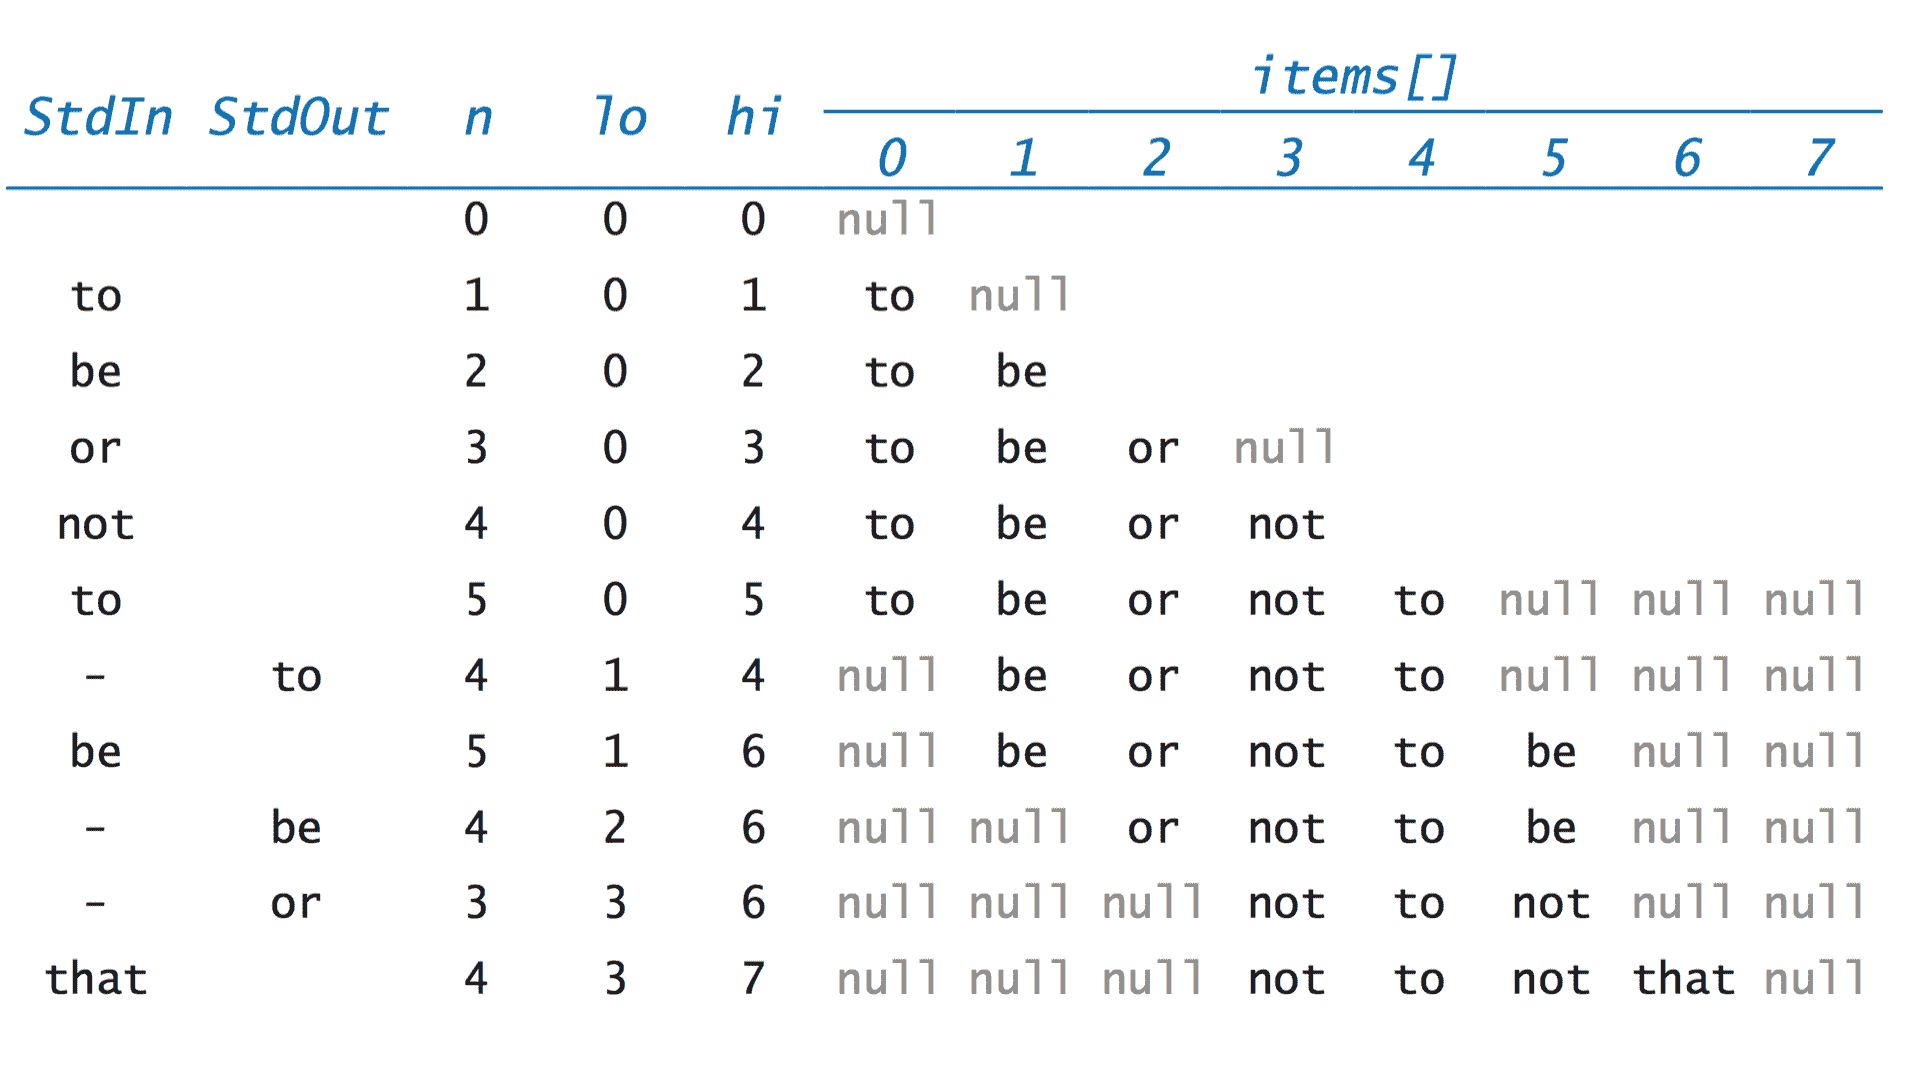 items[]
StdIn StdOut n lo hi
0 1 2 3 4 5 6 7
0 0 0 null
to 1 0 1 to null
be 2 0 2 to be
or 3 0 3 to be or null
not 4 0 4 to be or not
to 5 0 5 to be or not to null null null
– to 4 1 4 null be or not to null null null
be 5 1 6 null be or not to be null null
– be 4 2 6 null null or not to be null null
– or 3 3 6 null null null not to not null null
that 4 3 7 null null null not to not that null